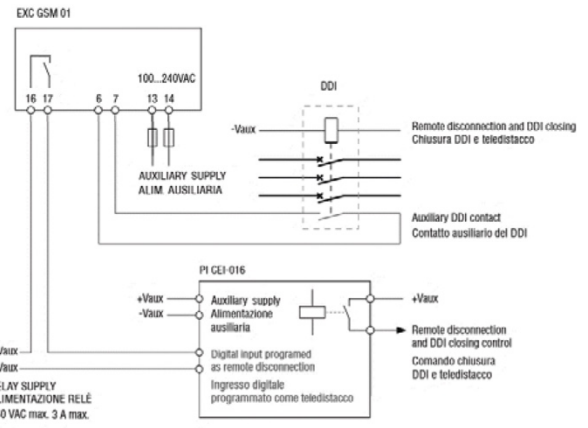 EXC GSM 01
100...240VAC
16 17 6 7 13 14
AUXILIARY SUPPLY
ALIM. AUSILIARIA
DDI
-Vaux
Remote disconnection and DDI closing
Chiusura DDI e teledistacco
Auxiliary DDI contact
Contatto ausiliario del DDI
PI CEI-016
+Vaux
-Vaux
Auxiliary supply
Alimentazione
ausiliaria
+Vaux
Remote disconnection
and DDI closing control
Comando chiusura
DDI e teledistacco
Digital input programed
as remote disconnection
Ingresso digitale
programmato come teledistacco
Vaux
Vaux
ELAY SUPPLY
LIMENTAZIONE RELÈ
0 VAC max. 3 A max.